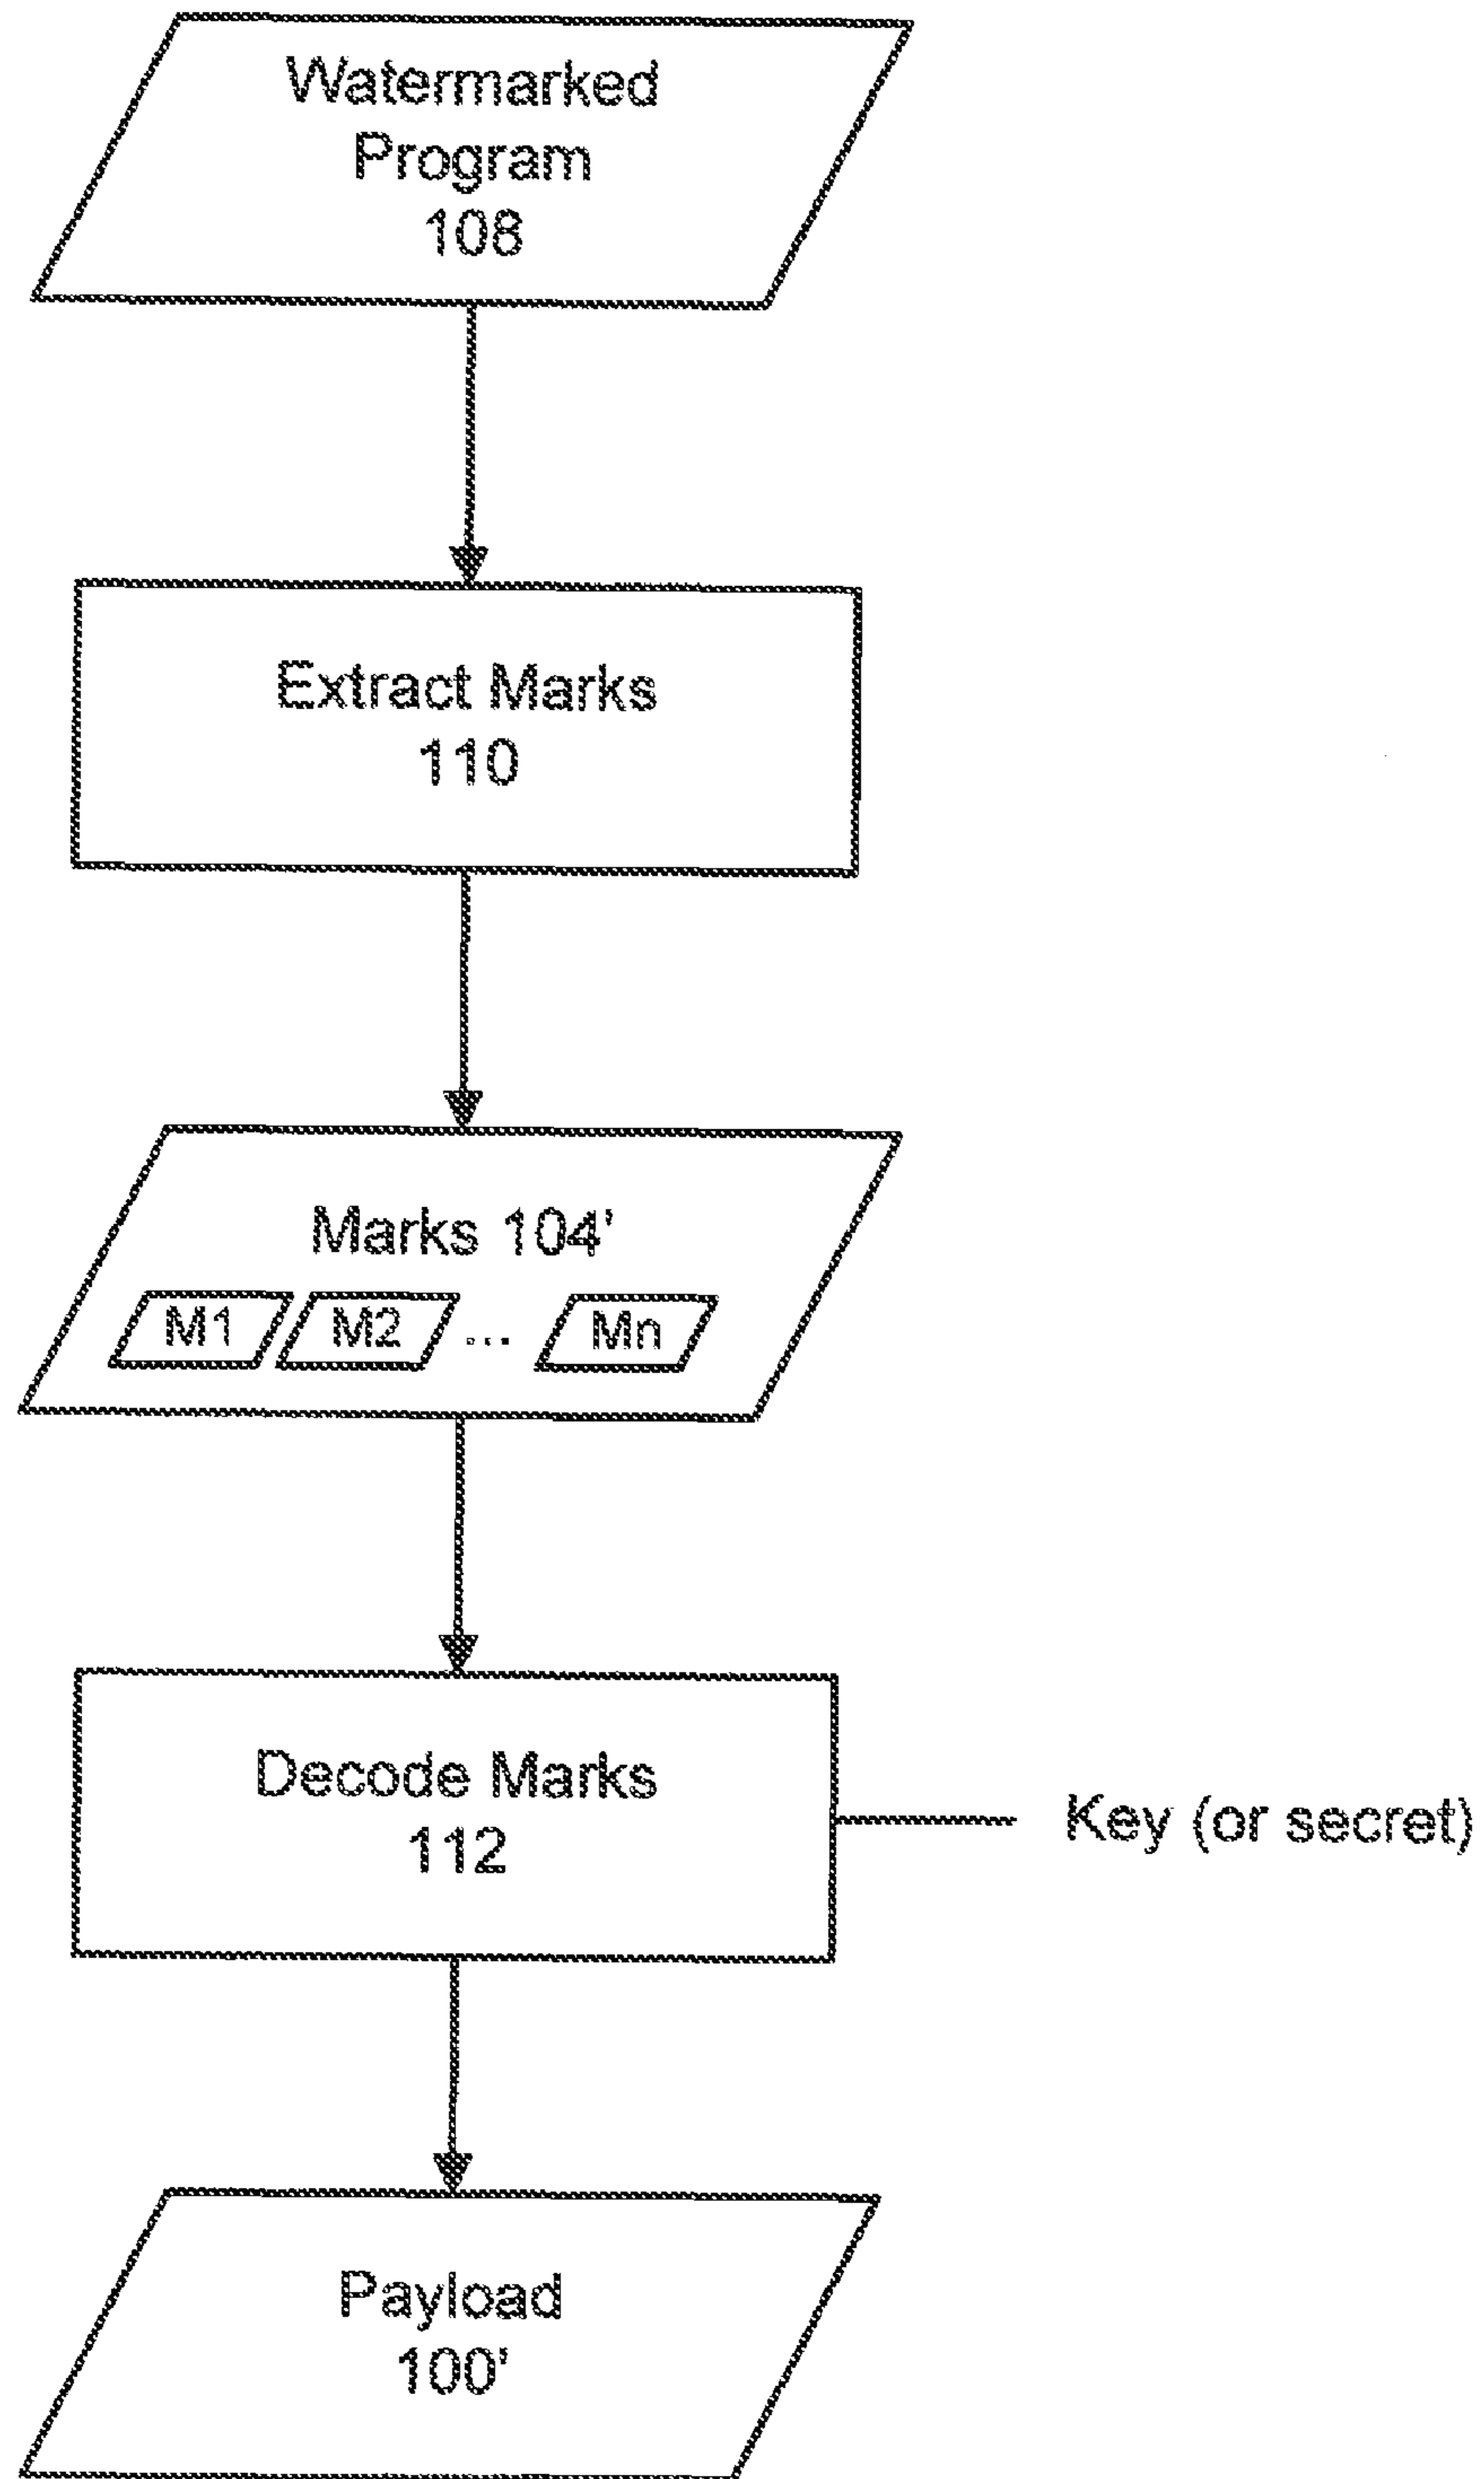 Watermarked
Program
108
Extract Marks
110
Marks 104'
M1 M2 ... Mn
Decode Marks
112
Key (or secret)
Payload
100'